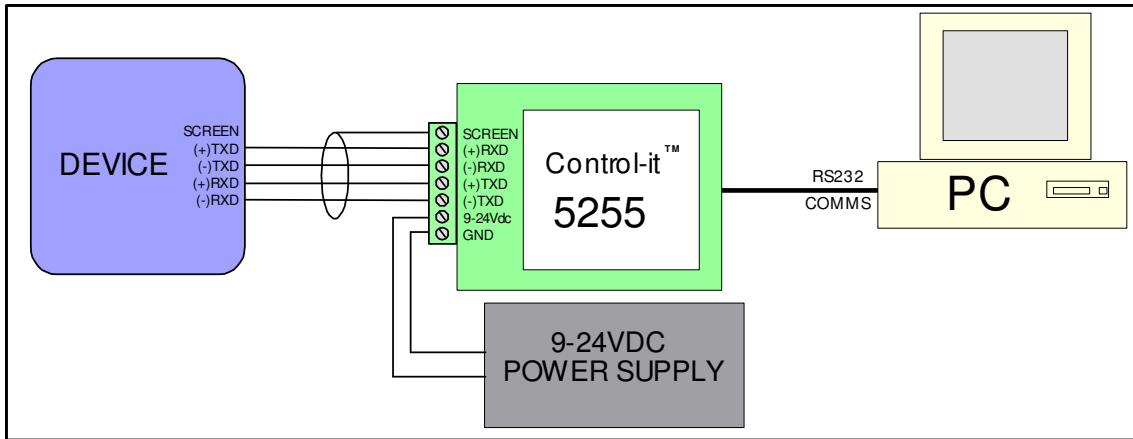 DEVICE
SCREEN
(+)TXD
(-)TXD
(+)RXD
(-)RXD
SCREEN
(+)RXD
(-)RXD
(+)TXD
(-)TXD
9-24Vdc
GND
Control-it™
5255
RS232
COMMS
PC
9-24VDC
POWER SUPPLY